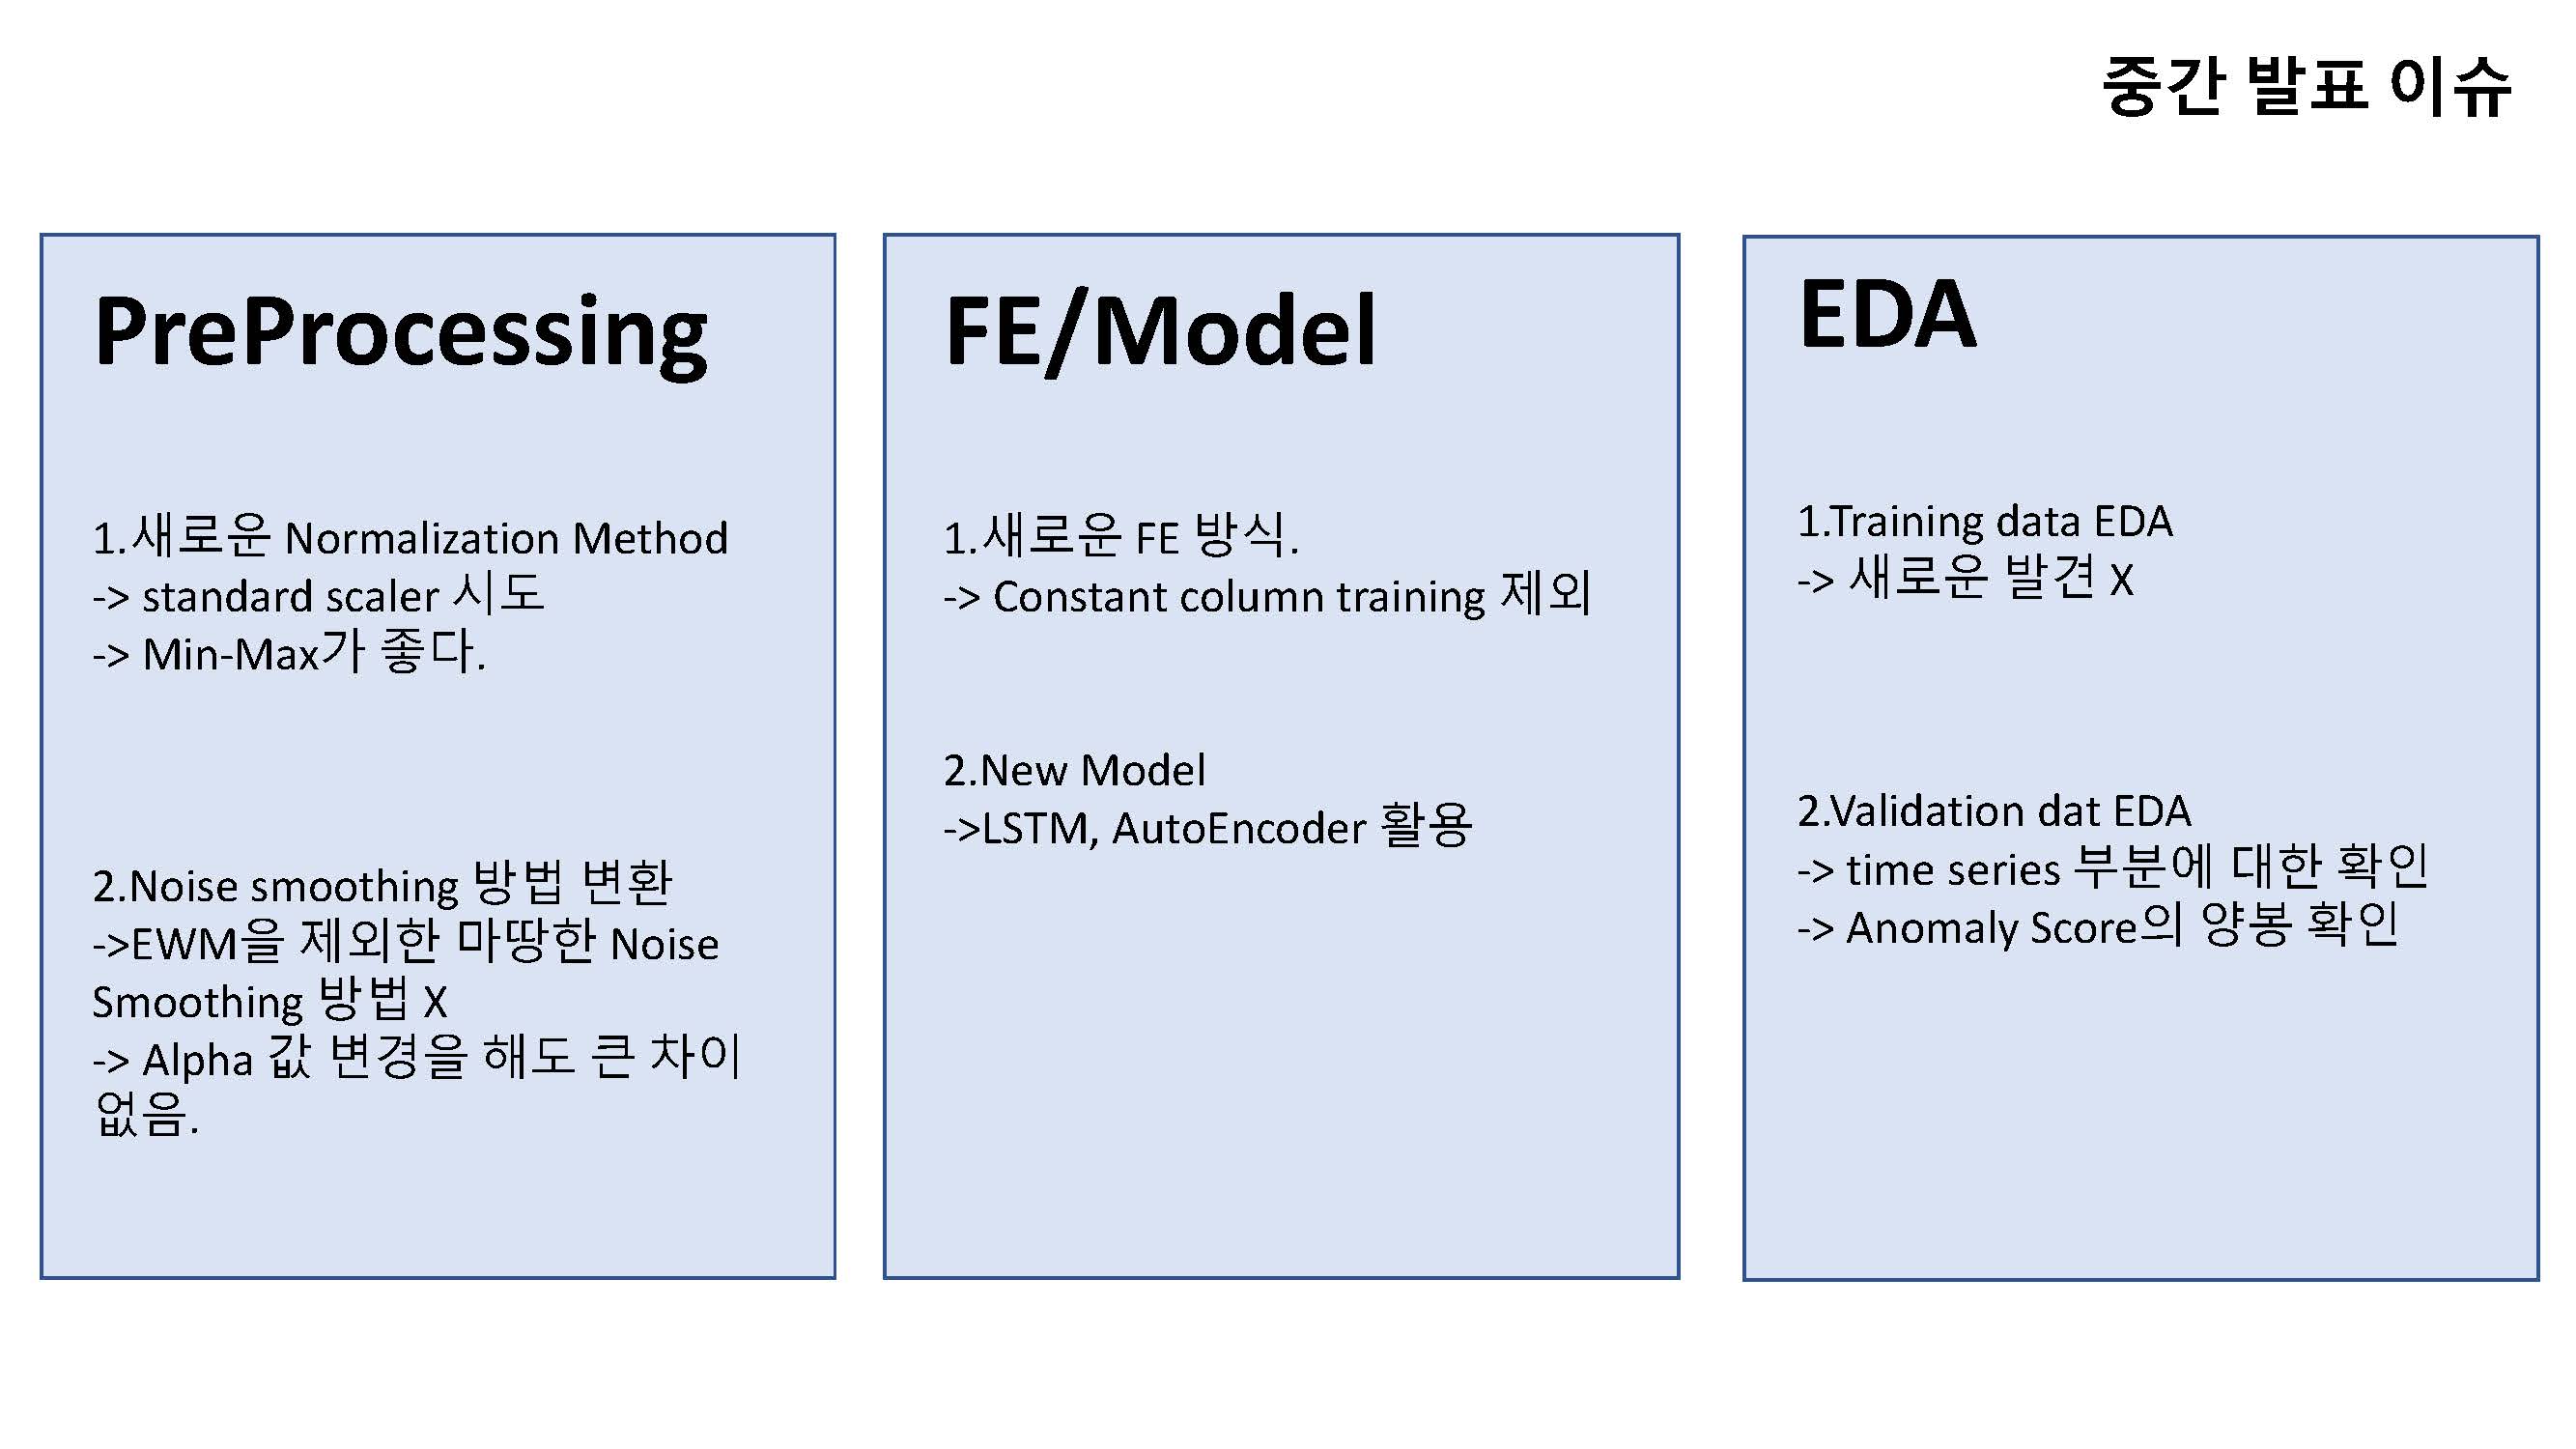 중간 발표 이슈
PreProcessing
1.새로운 Normalization Method
-> standard scaler 시도
-> Min-Max가 좋다.
2.Noise smoothing 방법 변환
->EWM을 제외한 마땅한 Noise
Smoothing 방법 X
-> Alpha 값 변경을 해도 큰 차이
없음.
FE/Model
1.새로운 FE 방식.
-> Constant column training 제외
2.New Model
->LSTM, AutoEncoder 활용
EDA
1.Training data EDA
-> 새로운 발견 X
2.Validation dat EDA
-> time series 부분에 대한 확인
-> Anomaly Score의 양봉 확인